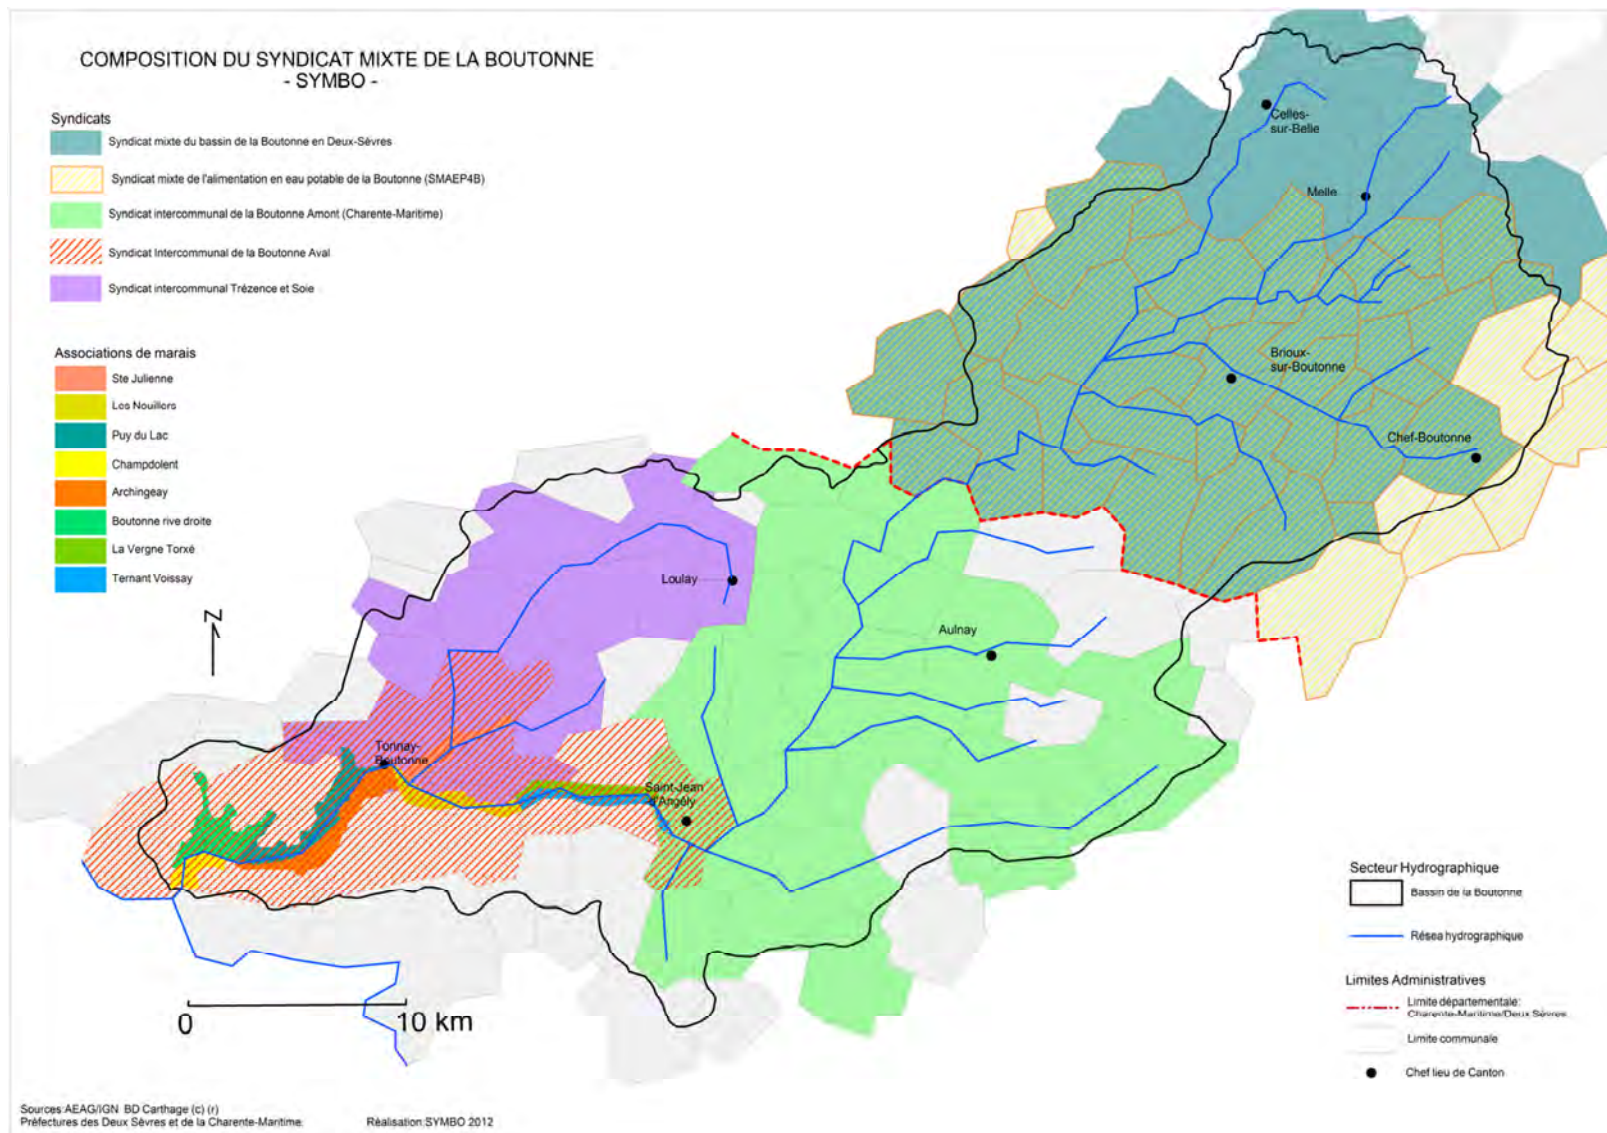 COMPOSITION DU SYNDICAT MIXTE DE LA BOUTONNE
- SYMBO -
Syndicats
Syndicat mixte du bassin de la Boutonne en Deux-Sèvres
Syndicat mixte de l'alimentation en eau potable de la Boutonne (SMAEP4B)
Syndicat intercommunal de la Boutonne Amont (Charente-Maritime)
Syndicat Intercommunal de la Boutonne Aval
Syndicat intercommunal Trézence et Soie
Associations de marais
Ste Julienne
Les Nouillers
Puy du Lac
Champdolent
Archingeay
Boutonne rive droite
La Vergne Torxé
Ternant Voissay
N
Celles-
sur-Belle
Melle
Brioux-
sur-Boutonne
Chef-Boutonne
Loulay
Aulnay
Tonnay-
Boutonne
Saint-Jean
d'Angély
0 10 km
Secteur Hydrographique
Bassin de la Boutonne
Résea hydrographique
Limites Administratives
Limite départementale:
Charente-Maritime/Deux Sèvres
Limite communale
Chef lieu de Canton
Sources:AEAG/IGN BD Carthage (c) (r)
Préfectures des Deux Sèvres et de la Charente-Maritime. Réalisation:SYMBO 2012